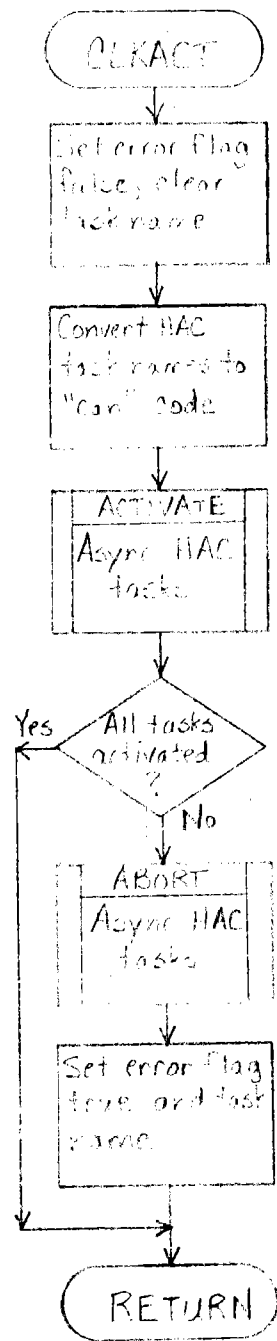 CLKACT
Set error flag
false, clear
task name
Convert HAC
task names to
"can" code
ACTIVATE
Async HAC
tasks
Yes
All tasks
activated
?
No
ABORT
Async HAC
tasks
Set error flag
true and task
name
RETURN